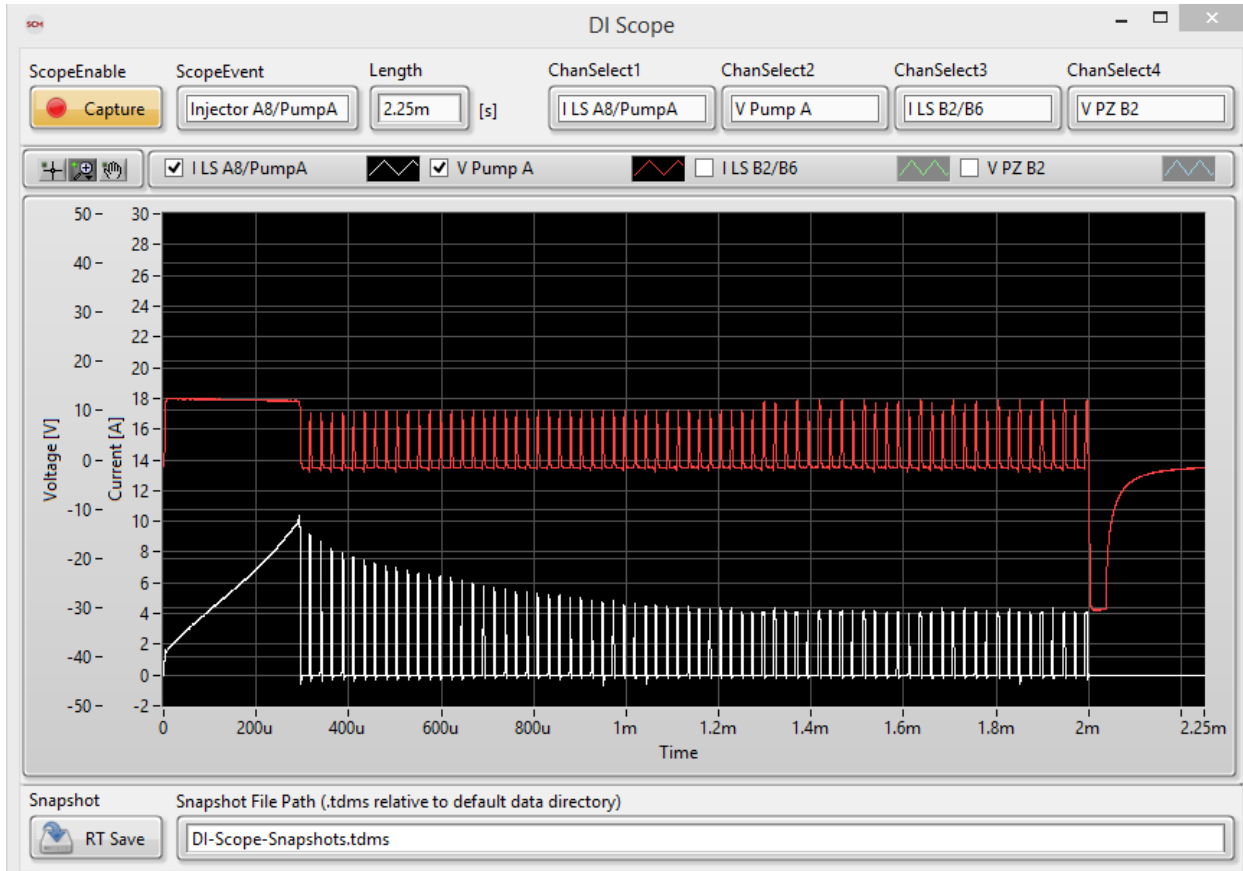 SCM
DI Scope
ScopeEnable ScopeEvent Length ChanSelect1 ChanSelect2 ChanSelect3 ChanSelect4
Capture Injector A8/PumpA 2.25m [s] I LS A8/PumpA V Pump A I LS B2/B6 V PZ B2
I LS A8/PumpA V Pump A I LS B2/B6 V PZ B2
Voltage [V]
50
40
30
20
10
0
-10
-20
-30
-40
-50
Current [A]
30
28
26
24
22
20
18
16
14
12
10
8
6
4
2
0
-2
0 200u 400u 600u 800u 1m 1.2m 1.4m 1.6m 1.8m 2m 2.25m
Time
Snapshot Snapshot File Path (.tdms relative to default data directory)
RT Save DI-Scope-Snapshots.tdms